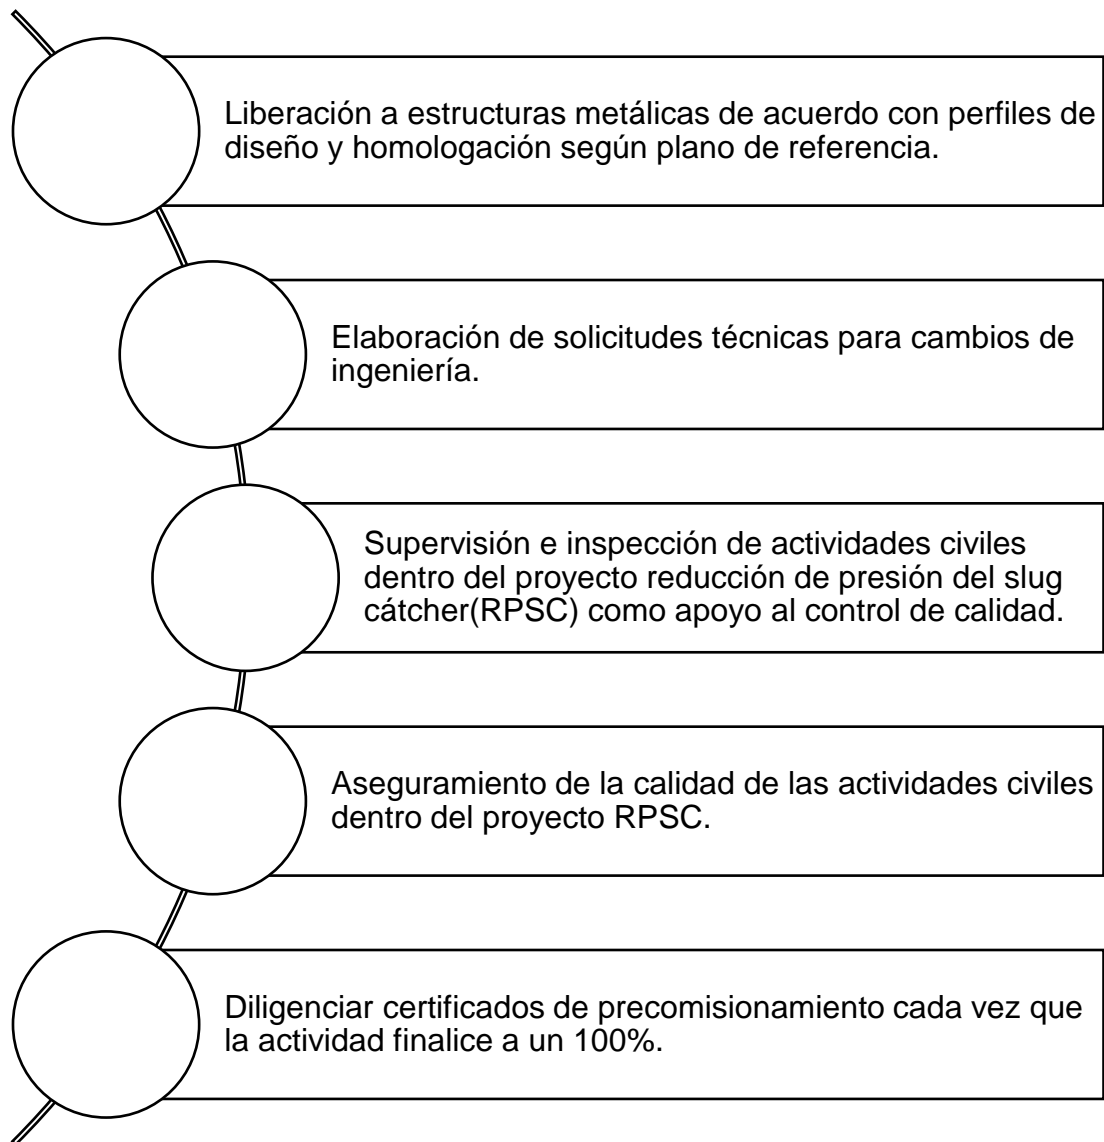 Liberación a estructuras metálicas de acuerdo con perfiles de
diseño y homologación según plano de referencia.
Elaboración de solicitudes técnicas para cambios de
ingeniería.
Supervisión e inspección de actividades civiles
dentro del proyecto reducción de presión del slug
cátcher(RPSC) como apoyo al control de calidad.
Aseguramiento de la calidad de las actividades civiles
dentro del proyecto RPSC.
Diligenciar certificados de precomisionamiento cada vez que
la actividad finalice a un 100%.